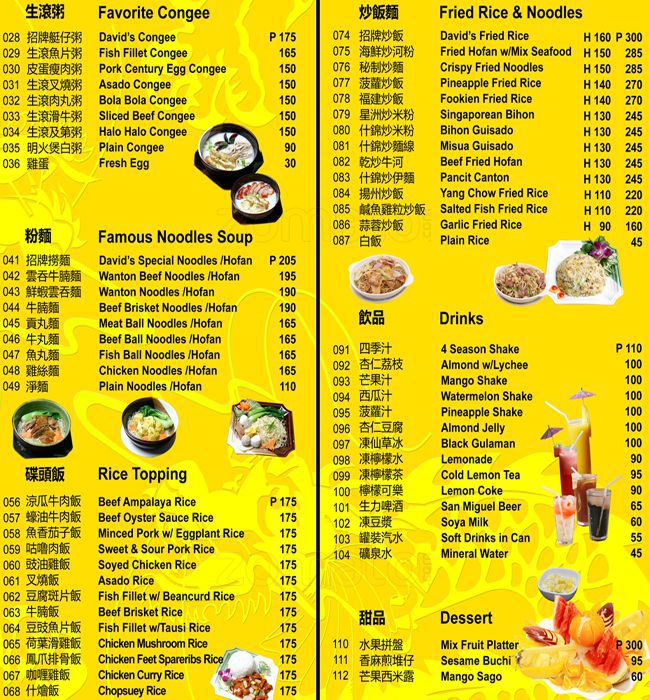 生滾粥 Favorite Congee
028 招牌艇仔粥 David's Congee P 175
029 生滾魚片粥 Fish Fillet Congee 165
030 皮蛋瘦肉粥 Pork Century Egg Congee 150
031 生滾叉燒粥 Asado Congee 150
032 生滾肉丸粥 Bola Bola Congee 150
033 生滾滑牛粥 Sliced Beef Congee 150
034 生滾及第粥 Halo Halo Congee 150
035 明火煲白粥 Plain Congee 90
036 雞蛋 Fresh Egg 30
粉麵 Famous Noodles Soup
041 招牌撈麵 David's Special Noodles /Hofan P 205
042 雲吞牛腩麵 Wanton Beef Noodles /Hofan 195
043 鮮蝦雲吞麵 Wanton Noodles /Hofan 190
044 牛腩麵 Beef Brisket Noodles /Hofan 190
045 貢丸麵 Meat Ball Noodles /Hofan 165
046 牛丸麵 Beef Ball Noodles /Hofan 165
047 魚丸麵 Fish Ball Noodles /Hofan 165
048 雞絲麵 Chicken Noodles /Hofan 165
049 淨麵 Plain Noodles /Hofan 110
碟頭飯 Rice Topping
056 涼瓜牛肉飯 Beef Ampalaya Rice P 175
057 蠔油牛肉飯 Beef Oyster Sauce Rice 175
058 魚香茄子飯 Minced Pork w/ Eggplant Rice 175
059 咕嚕肉飯 Sweet & Sour Pork Rice 175
060 豉油雞飯 Soyed Chicken Rice 175
061 叉燒飯 Asado Rice 175
062 豆腐斑片飯 Fish Fillet w/ Beancurd Rice 175
063 牛腩飯 Beef Brisket Rice 175
064 豆豉魚片飯 Fish Fillet w/Tausi Rice 175
065 荷葉滑雞飯 Chicken Mushroom Rice 175
066 鳳爪排骨飯 Chicken Feet Spareribs Rice 175
067 咖喱雞飯 Chicken Curry Rice 175
068 什燴飯 Chopsuey Rice 175
炒飯麵 Fried Rice & Noodles
074 招牌炒飯 David's Fried Rice H 160 P 300
075 海鮮炒河粉 Fried Hofan w/Mix Seafood H 150 285
076 秘制炒麵 Crispy Fried Noodles H 150 285
077 菠蘿炒飯 Pineapple Fried Rice H 140 270
078 福建炒飯 Fookien Fried Rice H 140 270
079 星洲炒米粉 Singaporean Bihon H 130 245
080 什錦炒米粉 Bihon Guisado H 130 245
081 什錦炒麵線 Misua Guisado H 130 245
082 乾炒牛河 Beef Fried Hofan H 130 245
083 什錦炒伊麵 Pancit Canton H 130 245
084 揚州炒飯 Yang Chow Fried Rice H 110 220
085 鹹魚雞粒炒飯 Salted Fish Fried Rice H 110 220
086 蒜蓉炒飯 Garlic Fried Rice H 90 160
087 白飯 Plain Rice 45
飲品 Drinks
091 四季汁 4 Season Shake P 110
092 杏仁荔枝 Almond w/Lychee 100
093 芒果汁 Mango Shake 100
094 西瓜汁 Watermelon Shake 100
095 菠蘿汁 Pineapple Shake 100
096 杏仁豆腐 Almond Jelly 100
097 凍仙草冰 Black Gulaman 100
098 凍檸檬水 Lemonade 90
099 凍檸檬茶 Cold Lemon Tea 95
100 檸檬可樂 Lemon Coke 90
101 生力啤酒 San Miguel Beer 65
102 凍豆漿 Soya Milk 60
103 罐裝汽水 Soft Drinks in Can 55
104 礦泉水 Mineral Water 45
甜品 Dessert
110 水果拼盤 Mix Fruit Platter P 300
111 香麻煎堆仔 Sesame Buchi 95
112 芒果西米露 Mango Sago 60